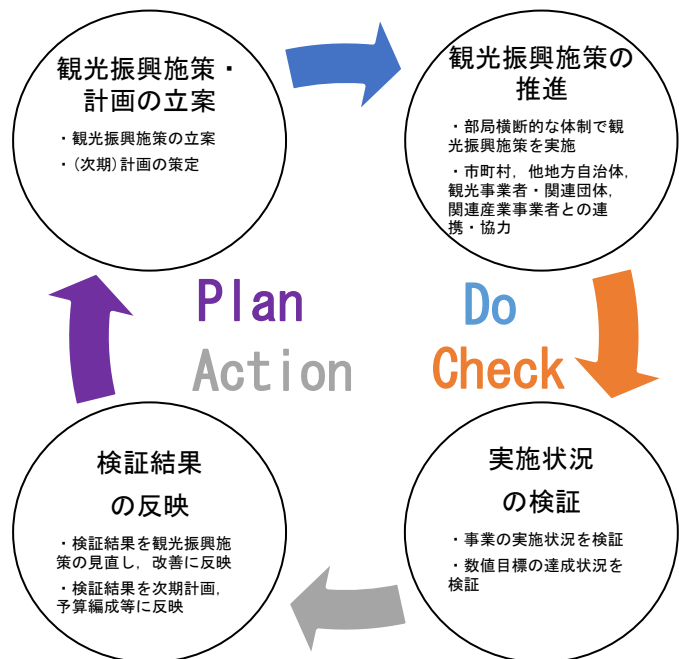 観光振興施策・
計画の立案
・観光振興施策の立案
・(次期)計画の策定
観光振興施策の
推進
・部局横断的な体制で観
光振興施策を実施
・市町村，他地方自治体，
観光事業者・関連団体，
関連産業事業者との連
携・協力
Plan
Do
Action
Check
検証結果
の反映
・検証結果を観光振興施
策の見直し，改善に反映
・検証結果を次期計画，
予算編成等に反映
実施状況
の検証
・事業の実施状況を検証
・数値目標の達成状況を
検証